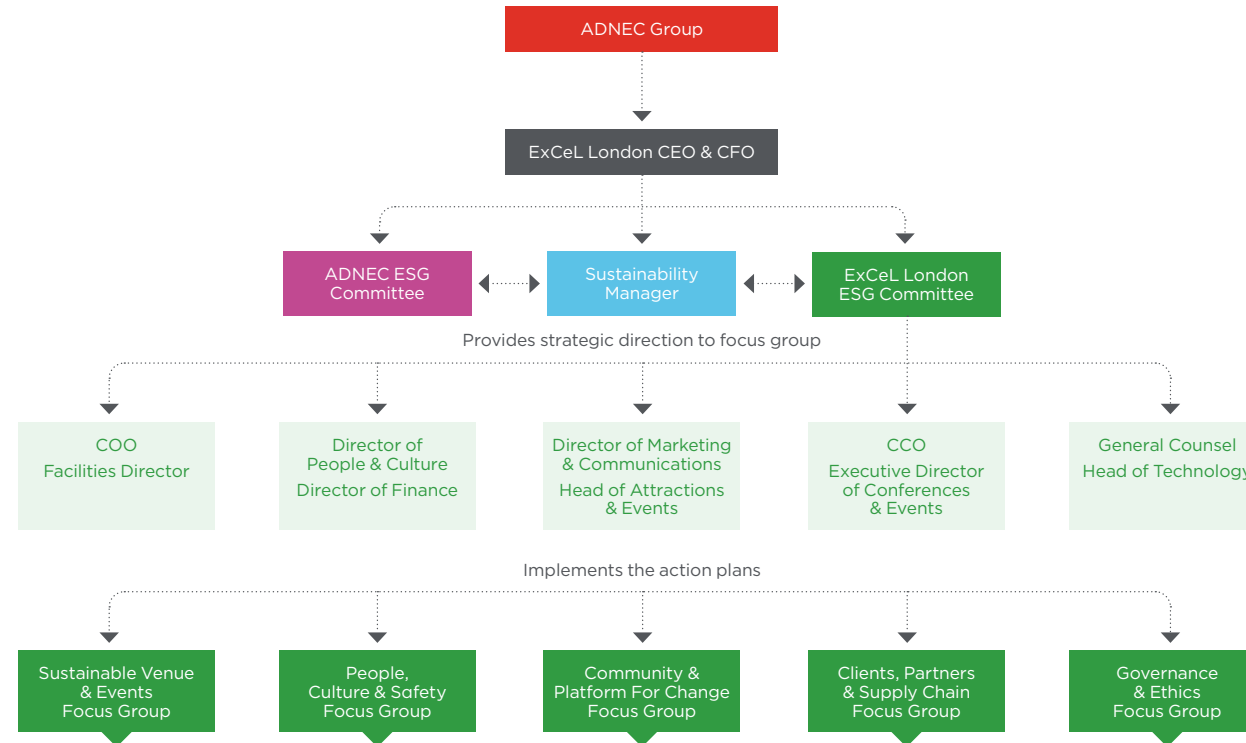 ADNEC Group
ExCeL London CEO & CFO
ADNEC ESG
Committee
Sustainability
Manager
ExCeL London
ESG Committee
Provides strategic direction to focus group
COO
Facilities Director
Director of
People & Culture
Director of Finance
Director of Marketing
& Communications
Head of Attractions
& Events
CCO
Executive Director
of Conferences
& Events
General Counsel
Head of Technology
Implements the action plans
Sustainable Venue
& Events
Focus Group
People,
Culture & Safety
Focus Group
Community &
Platform For Change
Focus Group
Clients, Partners
& Supply Chain
Focus Group
Governance
& Ethics
Focus Group